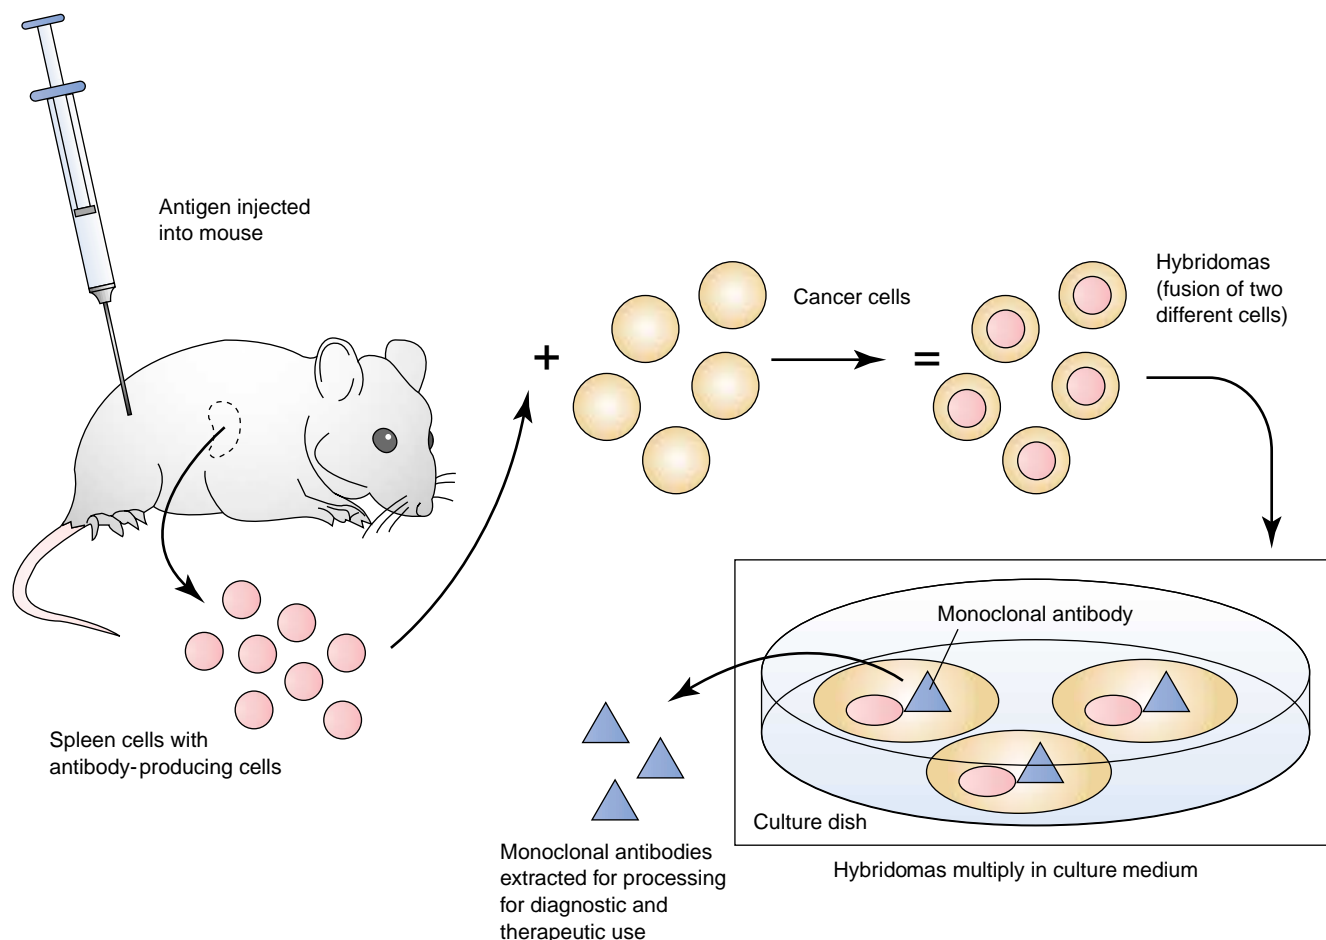 Antigen injected
into mouse
Spleen cells with
antibody-producing cells
+
Cancer cells
=
Hybridomas
(fusion of two
different cells)
Monoclonal antibody
Culture dish
Hybridomas multiply in culture medium
Monoclonal antibodies
extracted for processing
for diagnostic and
therapeutic use